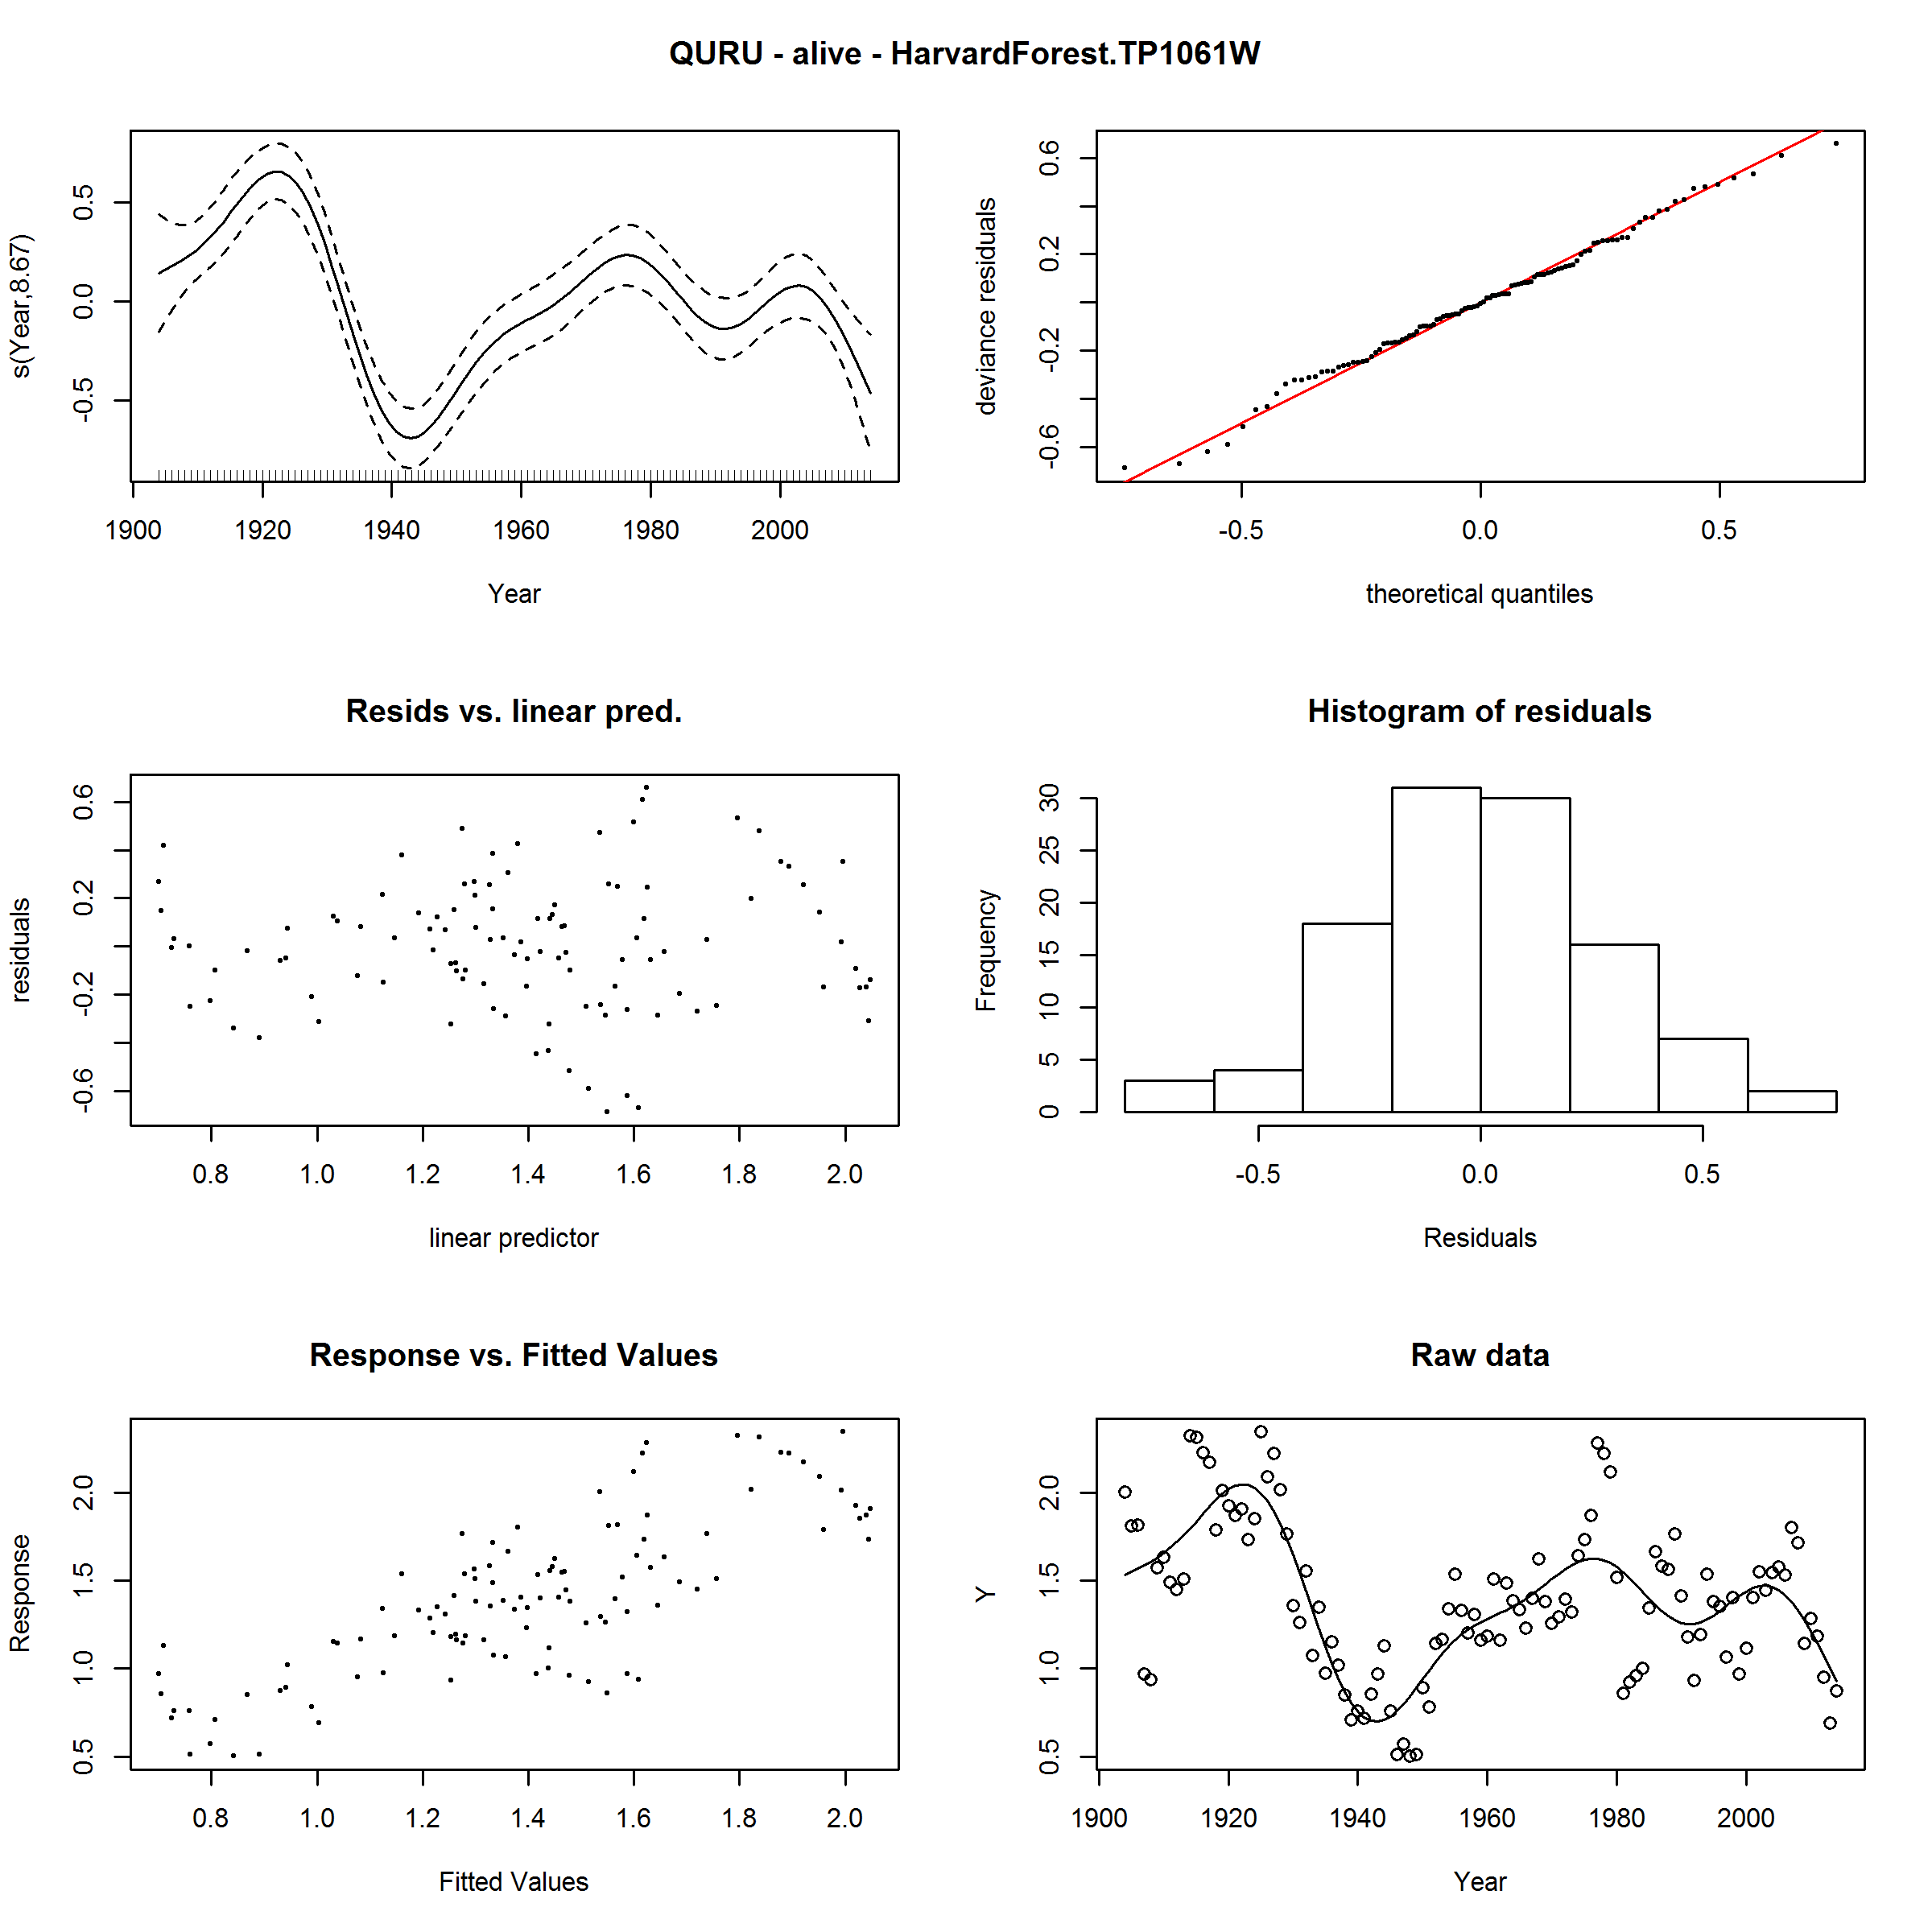 QURU - alive - HarvardForest.TP1061W
s(Year,8.67)
-0.5 0.0 0.5
1900 1920 1940 1960 1980 2000
Year
deviance residuals
-0.6 -0.2 0.2 0.6
-0.5 0.0 0.5
theoretical quantiles
Resids vs. linear pred.
residuals
-0.6 -0.2 0.2 0.6
0.8 1.0 1.2 1.4 1.6 1.8 2.0
linear predictor
Histogram of residuals
Frequency
0 5 10 15 20 25 30
-0.5 0.0 0.5
Residuals
Response vs. Fitted Values
Response
0.5 1.0 1.5 2.0
0.8 1.0 1.2 1.4 1.6 1.8 2.0
Fitted Values
Raw data
Y
0.5 1.0 1.5 2.0
1900 1920 1940 1960 1980 2000
Year